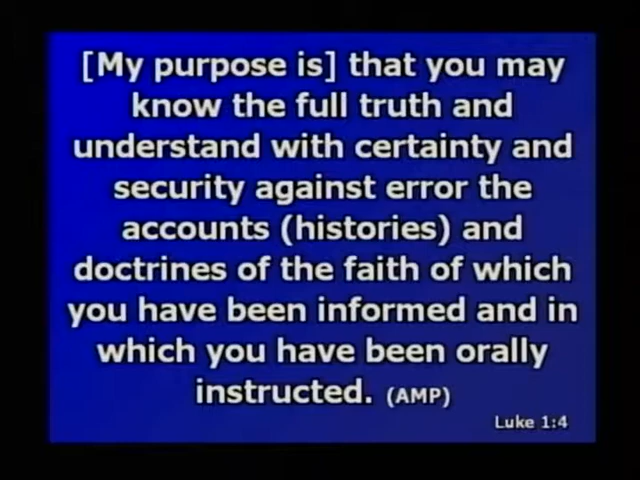 [My purpose is] that you may
know the full truth and
understand with certainty and
security against error the
accounts (histories) and
doctrines of the faith of which
you have been informed and in
which you have been orally
instructed. (AMP)
Luke 1:4